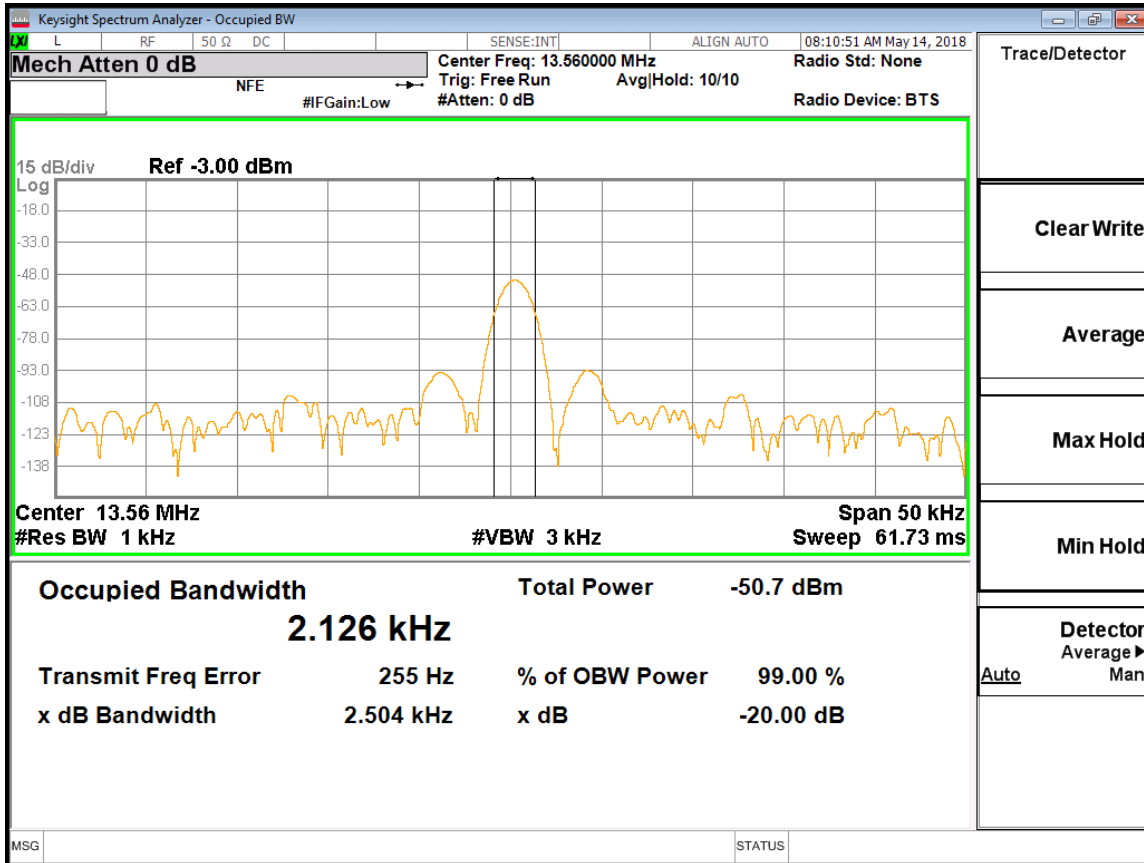 Keysight Spectrum Analyzer - Occupied BW
LXI L RF 50 Ω DC SENSE:INT ALIGN AUTO 08:10:51 AM May 14, 2018
Mech Atten 0 dB
NFE
#IFGain:Low
Center Freq: 13.560000 MHz
Trig: Free Run Avg|Hold: 10/10
#Atten: 0 dB
Radio Std: None
Radio Device: BTS
15 dB/div Ref -3.00 dBm
Log
-18.0
-33.0
-48.0
-63.0
-78.0
-93.0
-108
-123
-138
Center 13.56 MHz Span 50 kHz
#Res BW 1 kHz #VBW 3 kHz Sweep 61.73 ms
Occupied Bandwidth Total Power -50.7 dBm
2.126 kHz
Transmit Freq Error 255 Hz % of OBW Power 99.00 %
x dB Bandwidth 2.504 kHz x dB -20.00 dB
MSG STATUS
Trace/Detector
Clear Write
Average
Max Hold
Min Hold
Detector
Average
Auto Man